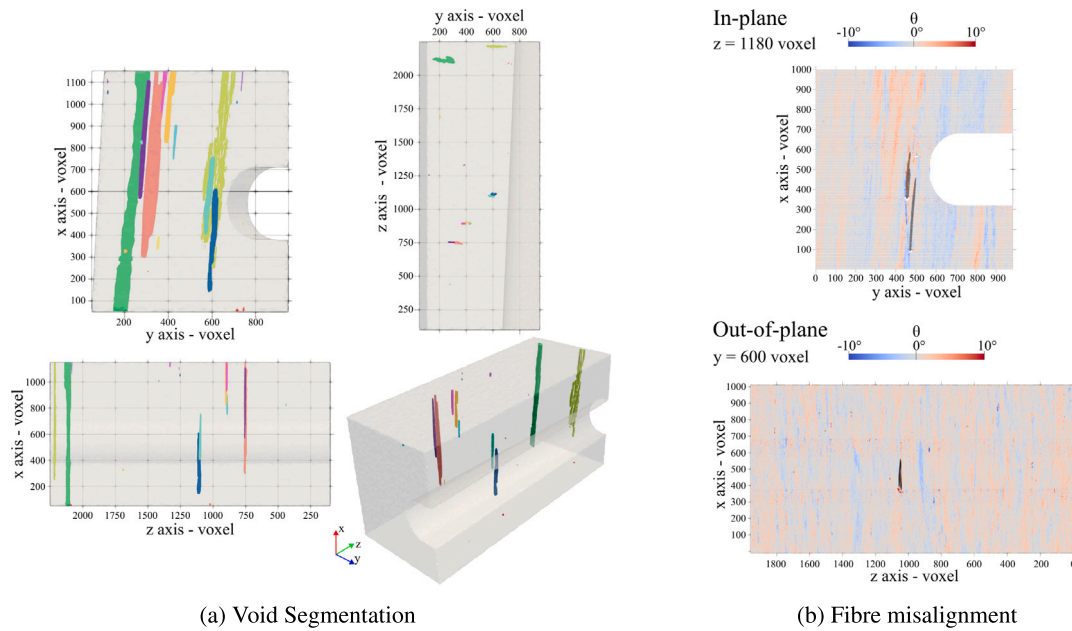 y axis - voxel
200 400 600 800
2000
1750
1500
1250
1000
750
500
250
z axis - voxel
1100
1000
900
800
700
600
500
400
300
200
100
x axis - voxel
200 400 600 800
y axis - voxel
1000
800
600
400
200
x axis - voxel
2000 1750 1500 1250 1000 750 500 250
z axis - voxel
x
z
y
(a) Void Segmentation
In-plane
z = 1180 voxel
θ
-10° 0 10°
1000
900
800
700
600
500
400
300
200
100
x axis - voxel
0 100 200 300 400 500 600 700 800 900
y axis - voxel
Out-of-plane
y = 600 voxel
θ
-10° 0° 10°
1000
900
800
700
600
500
400
300
200
100
x axis - voxel
1800 1600 1400 1200 1000 800 600 400 200 0
z axis - voxel
(b) Fibre misalignment